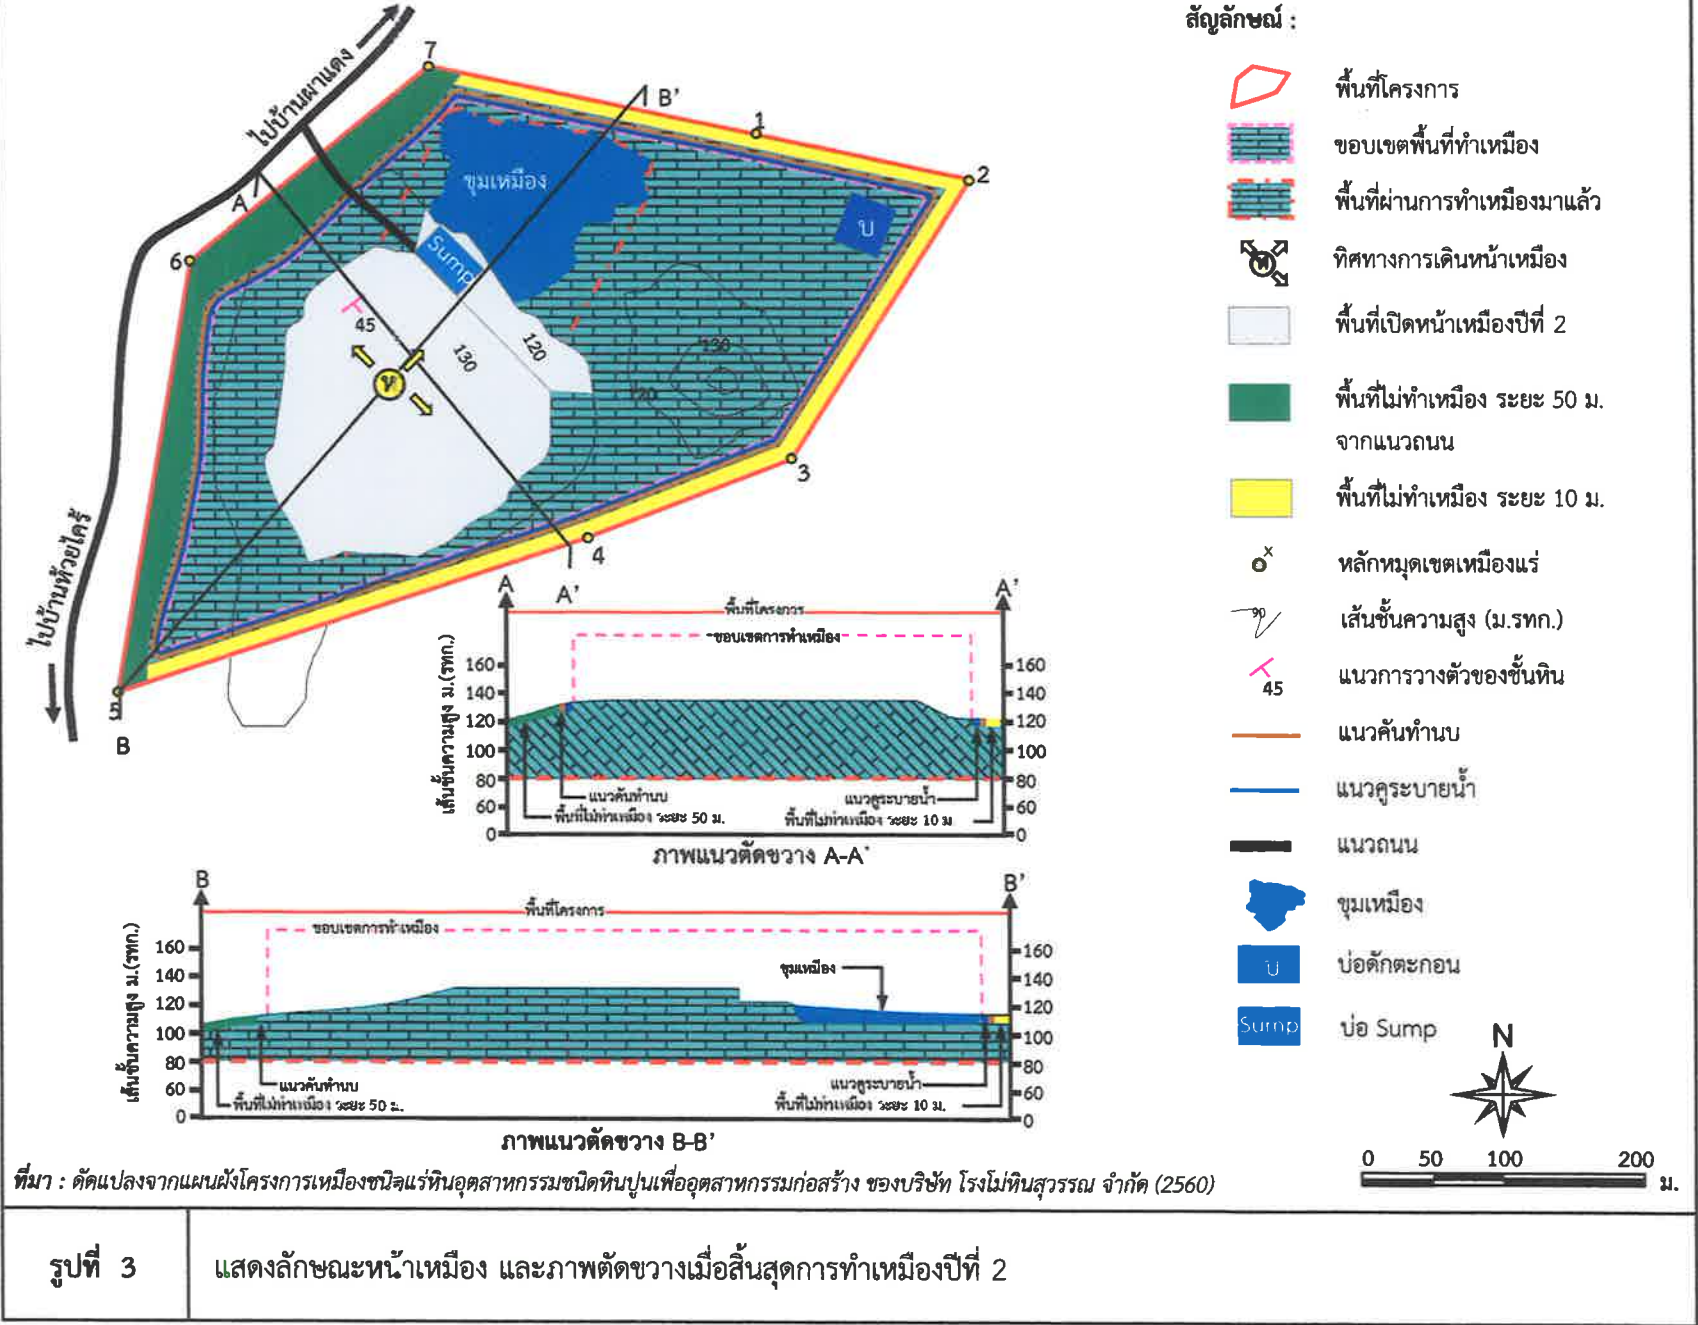 สัญลักษณ์ :
พื้นที่โครงการ
ขอบเขตพื้นที่ทำเหมือง
พื้นที่ผ่านการทำเหมืองมาแล้ว
ท
ทิศทางการเดินหน้าเหมือง
พื้นที่เปิดหน้าเหมืองปีที่ 2
พื้นที่ไม่ทำเหมือง ระยะ 50 ม.
จากแนวถนน
พื้นที่ไม่ทำเหมือง ระยะ 10 ม.
x
หลักหมุดเขตเหมืองแร่
90
เส้นชั้นความสูง (ม.รทก.)
45
แนวการวางตัวของชั้นหิน
แนวคันทำนบ
แนวคูระบายน้ำ
แนวถนน
ขุมเหมือง
บ
บ่อดักตะกอน
Sump
บ่อ Sump
N
0 50 100 200
ม.
ไปบ้านผาแดง
ไปบ้านห้วยไคร้
7
B'
1
2
A
6
ขุมเหมือง
บ
Sump
45
130
120
130
120
ท
3
4
A'
5
B
A
A'
พื้นที่โครงการ
ขอบเขตการทำเหมือง
เส้นชั้นความสูง ม.(รทก.)
160 160
140 140
120 120
100 100
80 80
60 60
0 0
แนวคันทำนบ
พื้นที่ไม่ทำเหมือง ระยะ 50 ม.
แนวคูระบายน้ำ
พื้นที่ไม่ทำเหมือง ระยะ 10 ม
ภาพแนวตัดขวาง A-A'
B
B'
พื้นที่โครงการ
ขอบเขตการทำเหมือง
ขุมเหมือง
เส้นชั้นความสูง ม.(รทก.)
160 160
140 140
120 120
100 100
80 80
60 60
0 0
แนวคันทำนบ
พื้นที่ไม่ทำเหมือง ระยะ 50 ม.
แนวคูระบายน้ำ
พื้นที่ไม่ทำเหมือง ระยะ 10 ม.
ภาพแนวตัดขวาง B-B'
ที่มา : ดัดแปลงจากแผนผังโครงการเหมืองชนิดแร่หินอุตสาหกรรมชนิดหินปูนเพื่ออุตสาหกรรมก่อสร้าง ของบริษัท โรงโม่หินสุวรรณ จำกัด (2560)
รูปที่ 3
แสดงลักษณะหน้าเหมือง และภาพตัดขวางเมื่อสิ้นสุดการทำเหมืองปีที่ 2